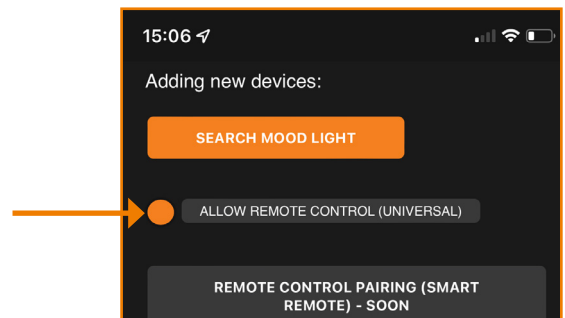 15:06
Adding new devices:
SEARCH MOOD LIGHT
ALLOW REMOTE CONTROL (UNIVERSAL)
REMOTE CONTROL PAIRING (SMART
REMOTE) - SOON